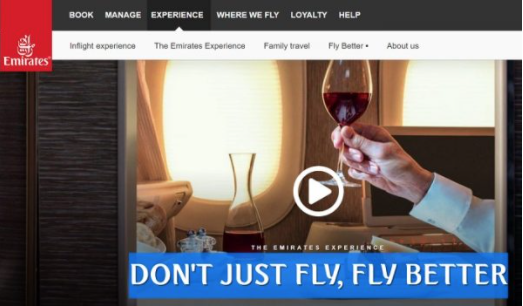 BOOK MANAGE EXPERIENCE WHERE WE FLY LOYALTY HELP
Emirates
Inflight experience The Emirates Experience Family travel Fly Better About us
THE EMIRATES EXPERIENCE
DON'T JUST FLY, FLY BETTER